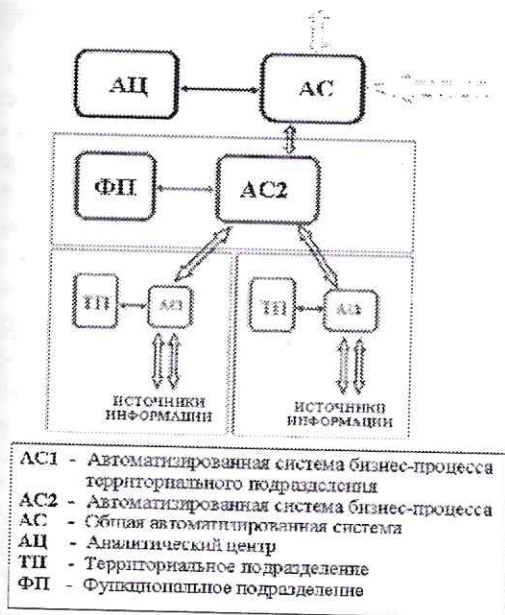 АЦ АС
ФП АС2
ТП ТП
ИСТОЧНИКИ ИСТОЧНИКИ
ИНФОРМАЦИИ ИНФОРМАЦИИ
АС1 - Автоматизированная система бизнес-процесса
территориального подразделения
АС2 - Автоматизированная система бизнес-процесса
АС - Общая автоматизированная система
АЦ - Аналитический центр
ТП - Территориальное подразделение
ФП - Функциональное подразделение